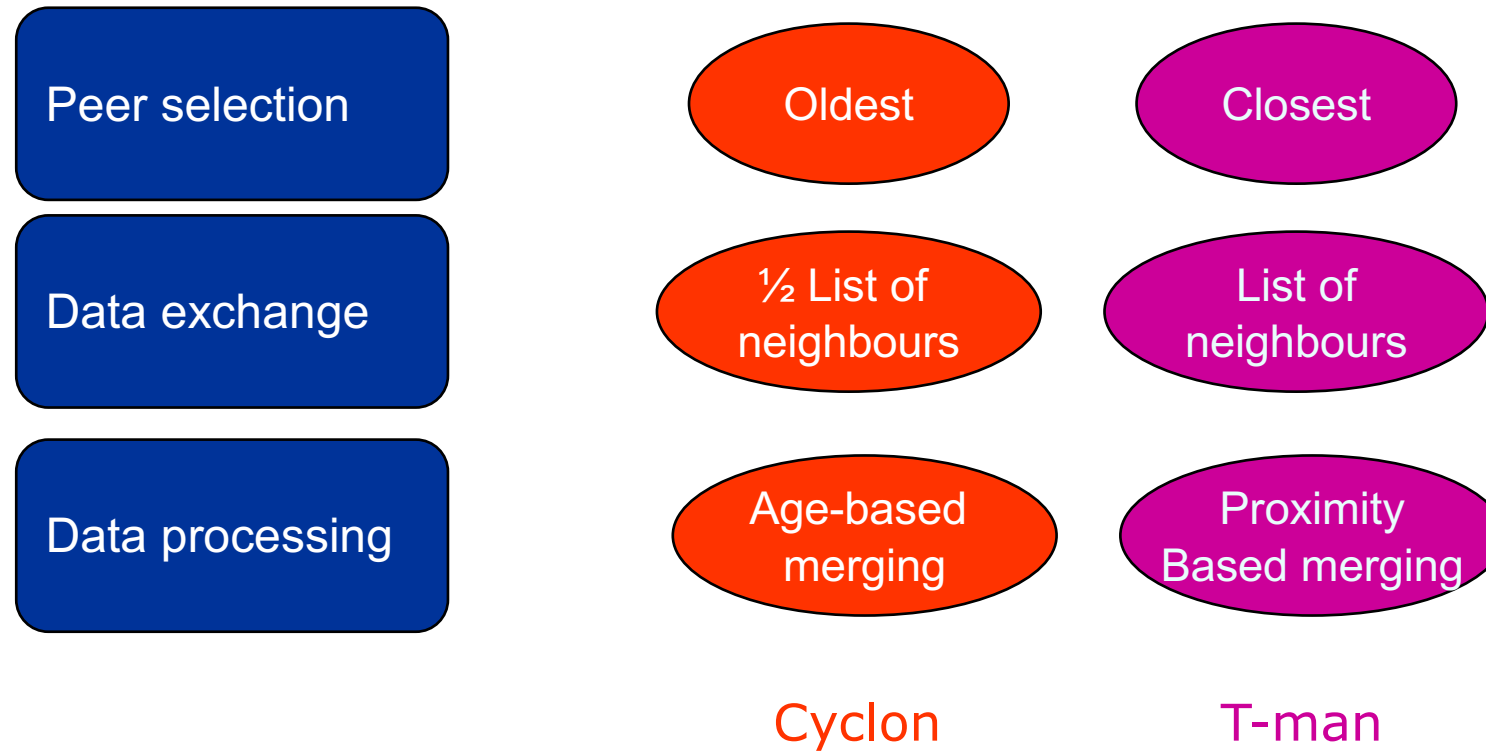 Peer selection
Oldest
Closest
Data exchange
½ List of
neighbours
List of
neighbours
Data processing
Age-based
merging
Proximity
Based merging
Cyclon
T-man